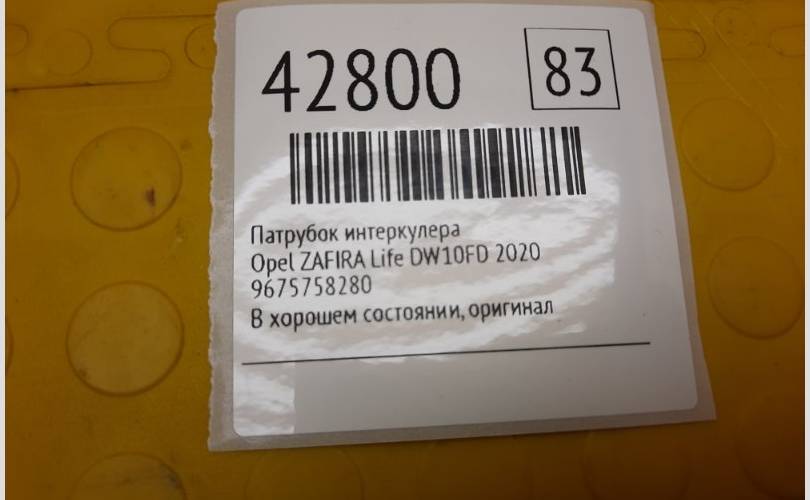 42800
83
Патрубок интеркулера
Opel ZAFIRA Life DW10FD 2020
9675758280
В хорошем состоянии, оригинал